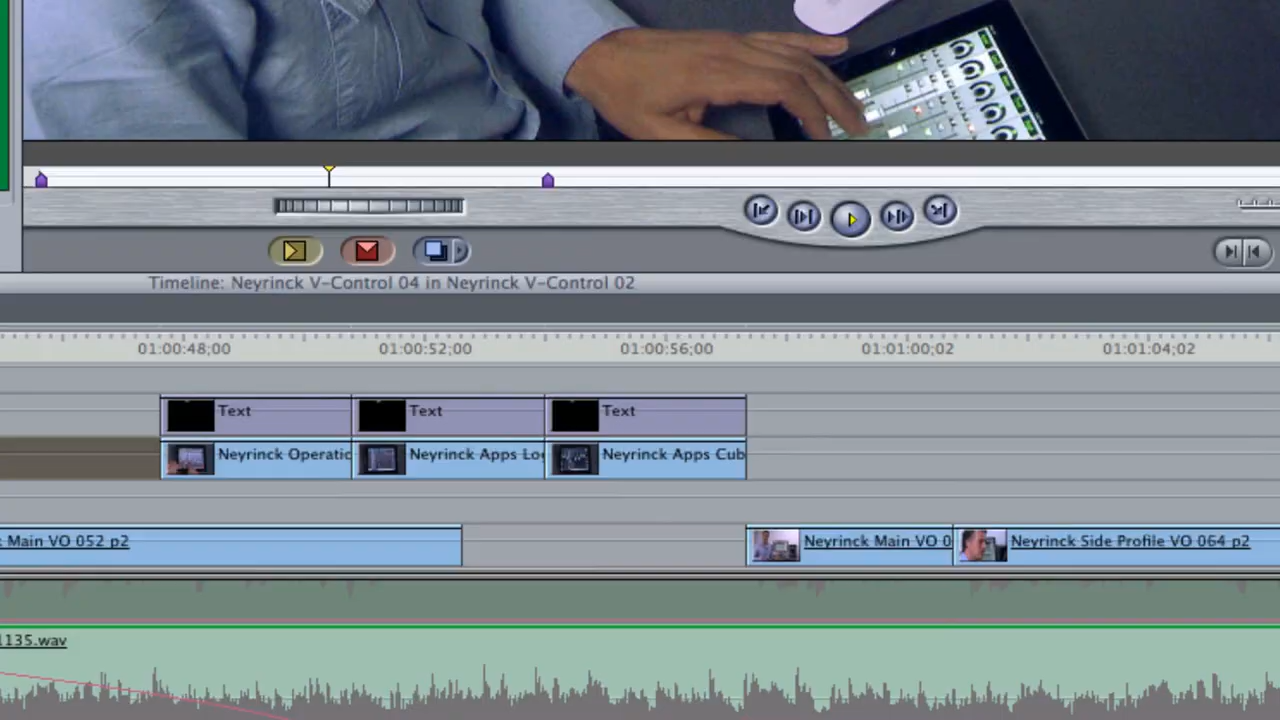 Timeline: Neyrinck V-Control 04 in Neyrinck V-Control 02
01:00:48;00 01:00:52;00 01:00:56;00 01:01:00;02 01:01:04;02
Text Text Text
Neyrinck Operatic Neyrinck Apps Lo Neyrinck Apps Cub
Main VO 052 p2 Neyrinck Main VO 0 Neyrinck Side Profile VO 064 p2
1135.wav